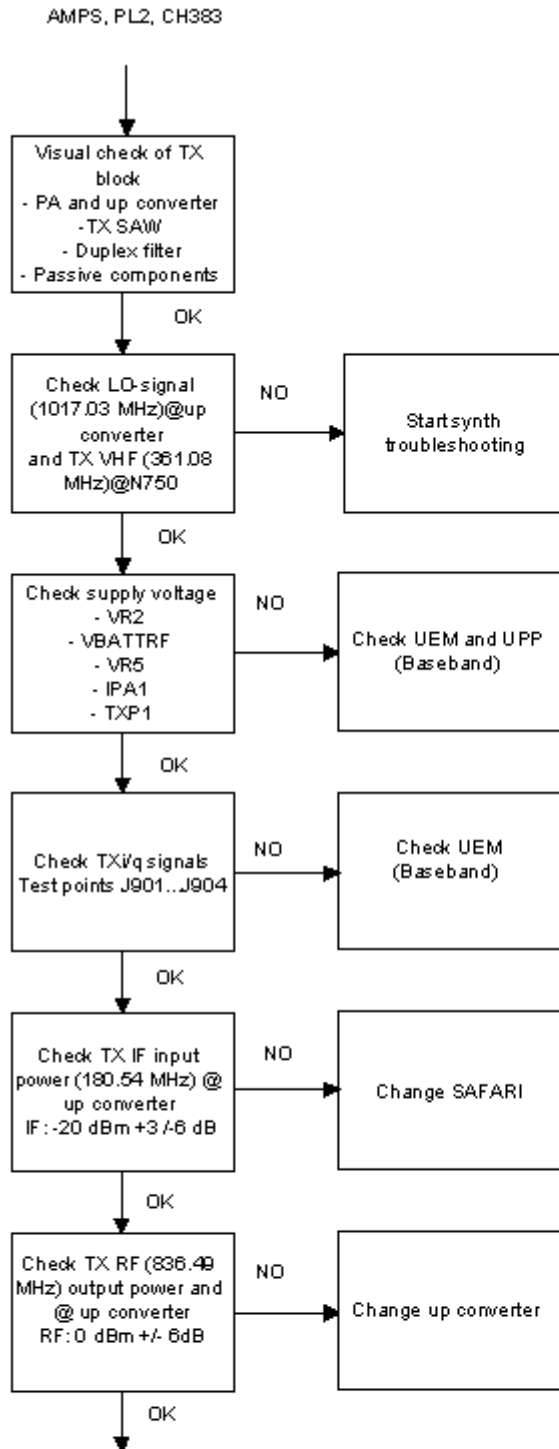 AMPS, PL2, CH383
Visual check of TX
block
- PA and up converter
-TX SAW
- Duplex filter
- Passive components
OK
Check LO-signal
(1017.03 MHz)@up
converter
and TX VHF (361.08
MHz)@N750
NO
Start synth
troubleshooting
OK
Check supply voltage
- VR2
- VBATTRF
- VR5
- IPA1
- TXP1
NO
Check UEM and UPP
(Baseband)
OK
Check TXi/q signals
Test points J901...J904
NO
Check UEM
(Baseband)
OK
Check TX IF input
power (180.54 MHz) @
up converter
IF: -20 dBm +3 /-6 dB
NO
Change SAFARI
OK
Check TX RF (836.49
MHz) output power and
@ up converter
RF: 0 dBm +/- 6dB
NO
Change up converter
OK